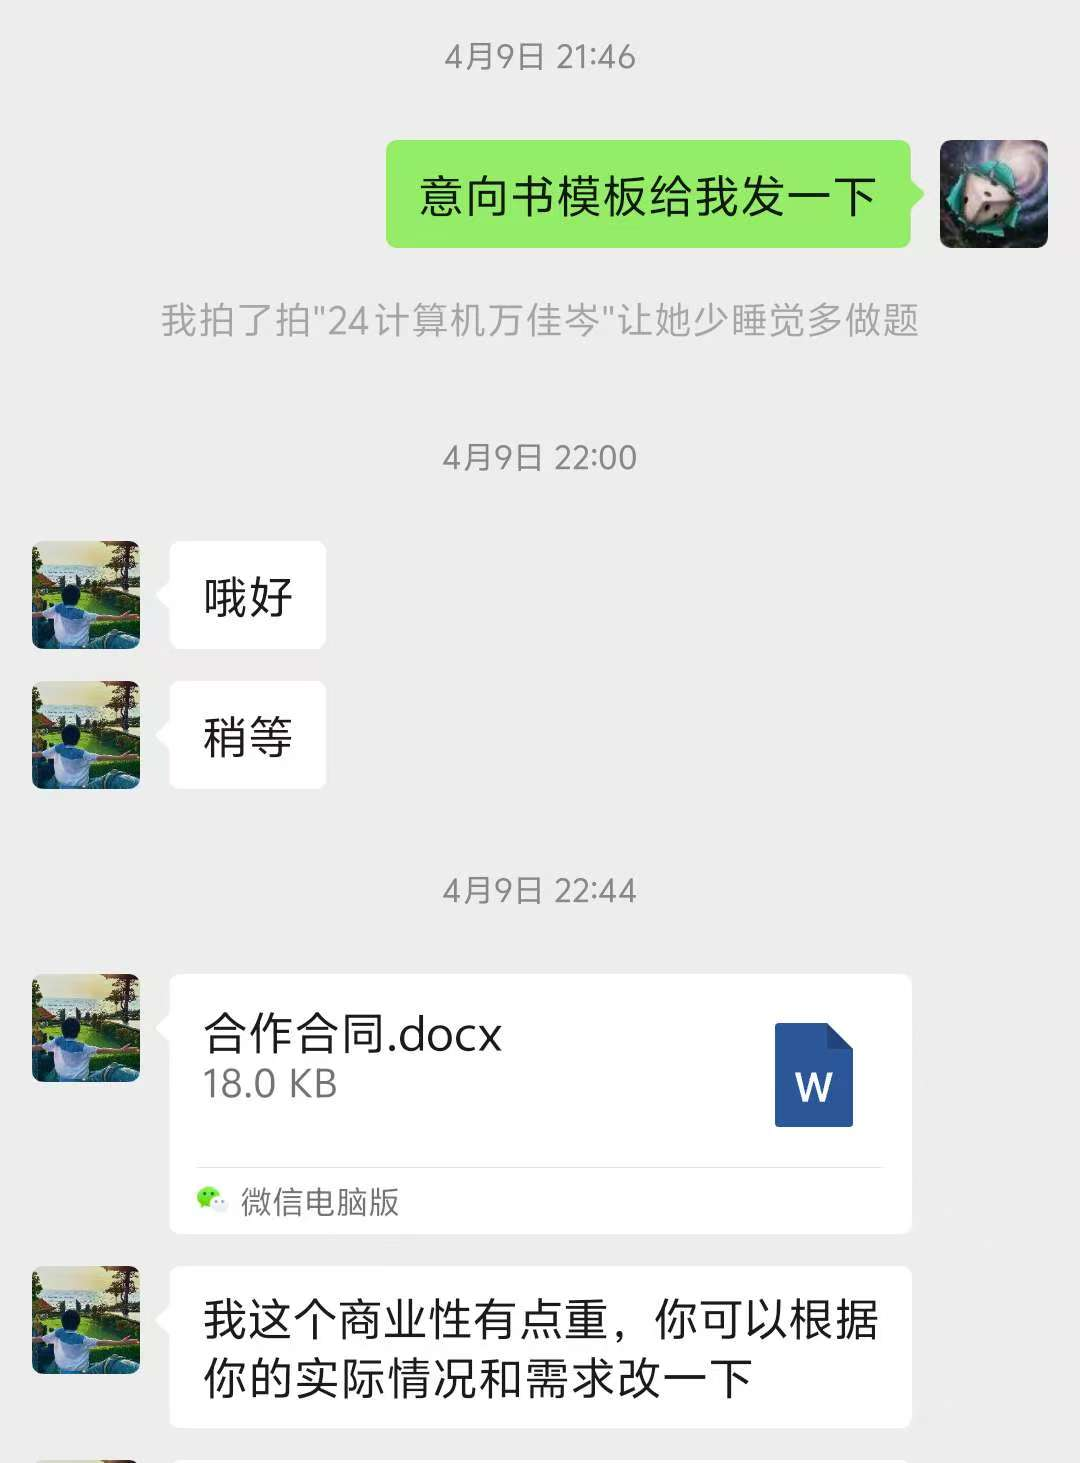 4月9日 21:46
意向书模板给我发一下
我拍了拍"24计算机万佳岑"让她少睡觉多做题
4月9日 22:00
哦好
稍等
4月9日 22:44
合作合同.docx
18.0 KB
W
微信电脑版
我这个商业性有点重，你可以根据
你的实际情况和需求改一下